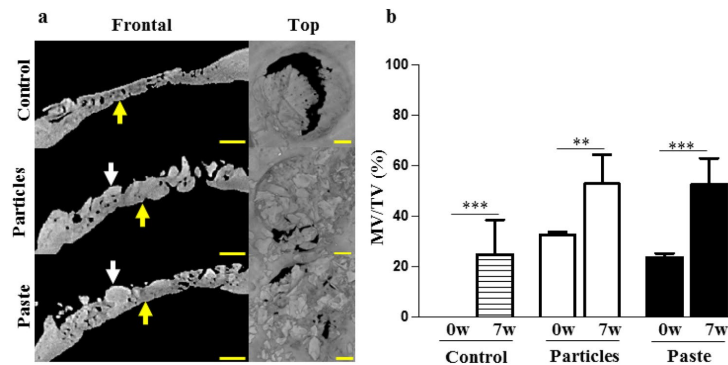 a
Frontal
Top
Control
Particles
Paste
b
MV/TV (%)
100
80
60
40
20
0
***
**
***
0w 7w 0w 7w 0w 7w
Control Particles Paste